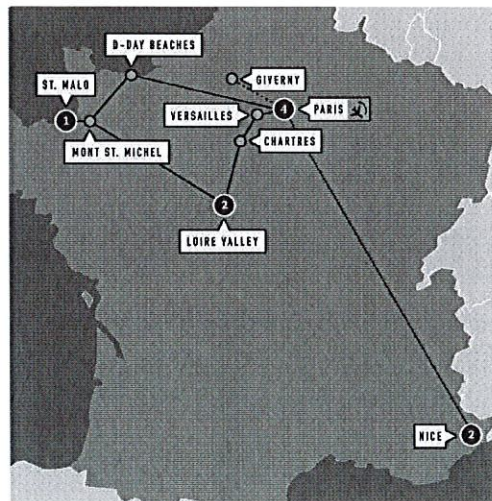 D-DAY BEACHES
ST. MALO
GIVERNY
1
VERSAILLES
4
PARIS
MONT ST. MICHEL
CHARTRES
2
LOIRE VALLEY
NICE
2